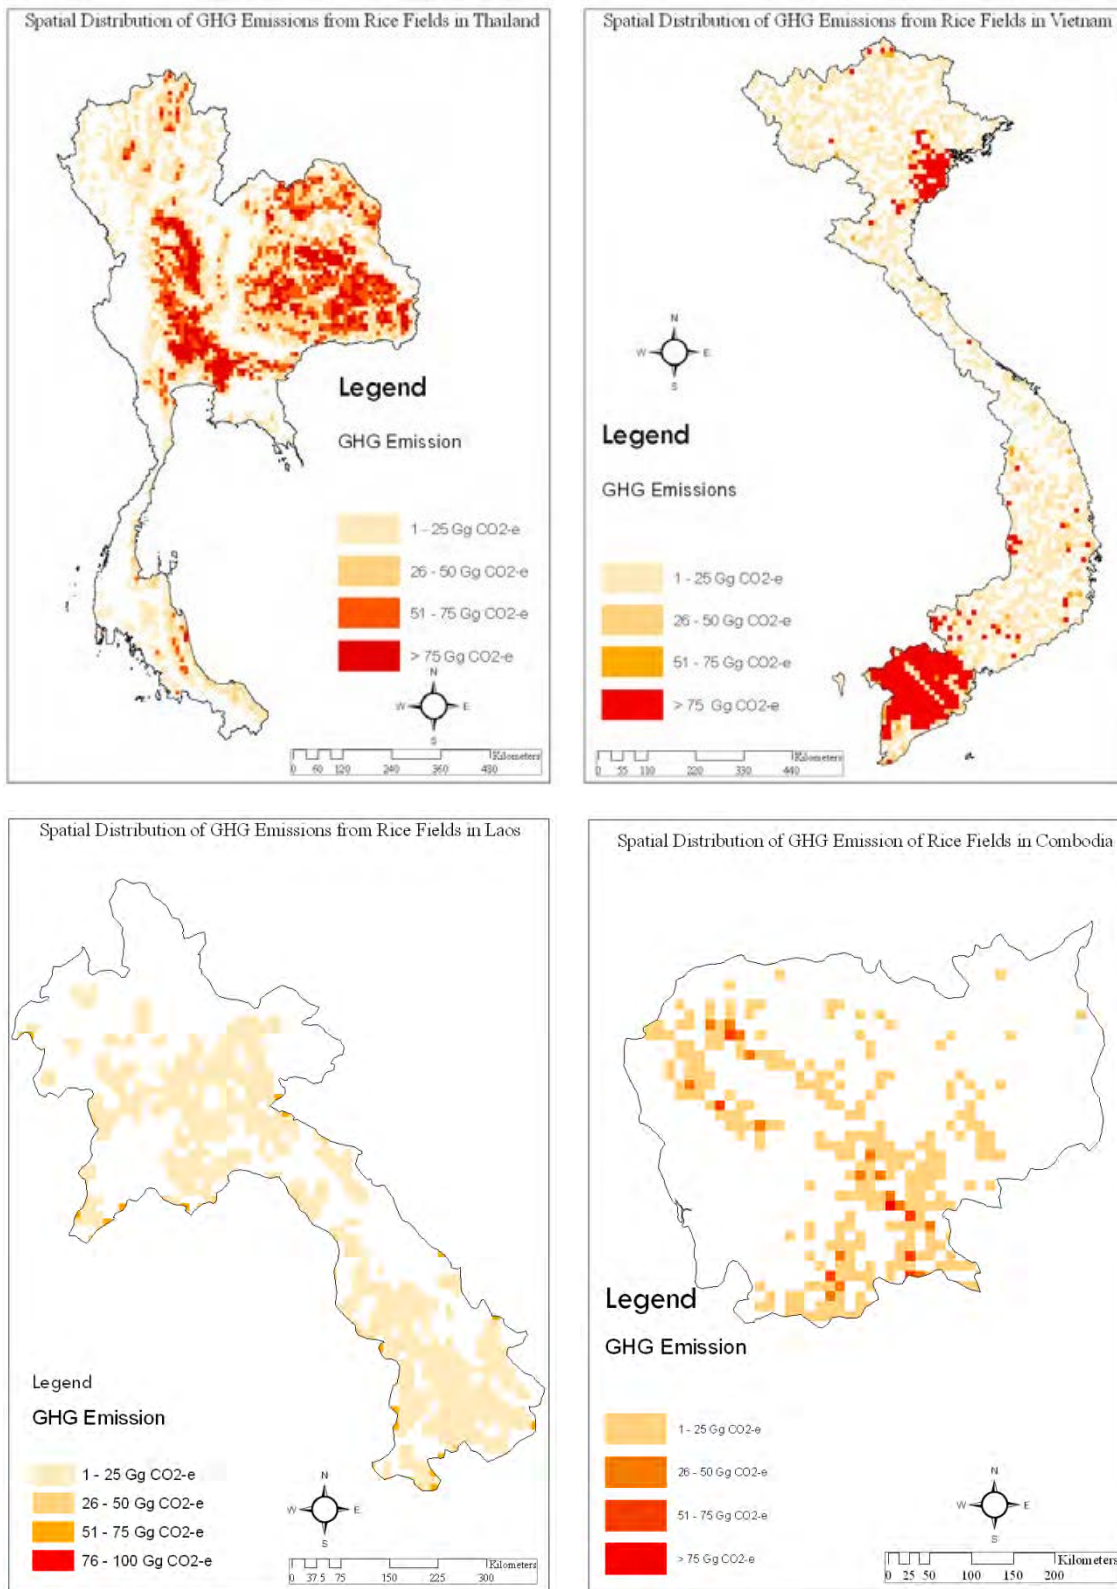 Spatial Distribution of GHG Emissions from Rice Fields in Thailand
Legend
GHG Emission
1 - 25 Gg CO2-e
26 - 50 Gg CO2-e
51 - 75 Gg CO2-e
> 75 Gg CO2-e
N
W E
S
Kilometers
0 60 120 240 360 480
Spatial Distribution of GHG Emissions from Rice Fields in Vietnam
N
W E
S
Legend
GHG Emissions
1 - 25 Gg CO2-e
26 - 50 Gg CO2-e
51 - 75 Gg CO2-e
> 75 Gg CO2-e
Kilometers
0 55 110 220 330 440
Spatial Distribution of GHG Emissions from Rice Fields in Laos
Legend
GHG Emission
1 - 25 Gg CO2-e
26 - 50 Gg CO2-e
51 - 75 Gg CO2-e
76 - 100 Gg CO2-e
N
W E
S
Kilometers
0 37.5 75 150 225 300
Spatial Distribution of GHG Emission of Rice Fields in Combodia
Legend
GHG Emission
1 - 25 Gg CO2-e
26 - 50 Gg CO2-e
51 - 75 Gg CO2-e
> 75 Gg CO2-e
N
W E
S
Kilometers
0 25 50 100 150 200